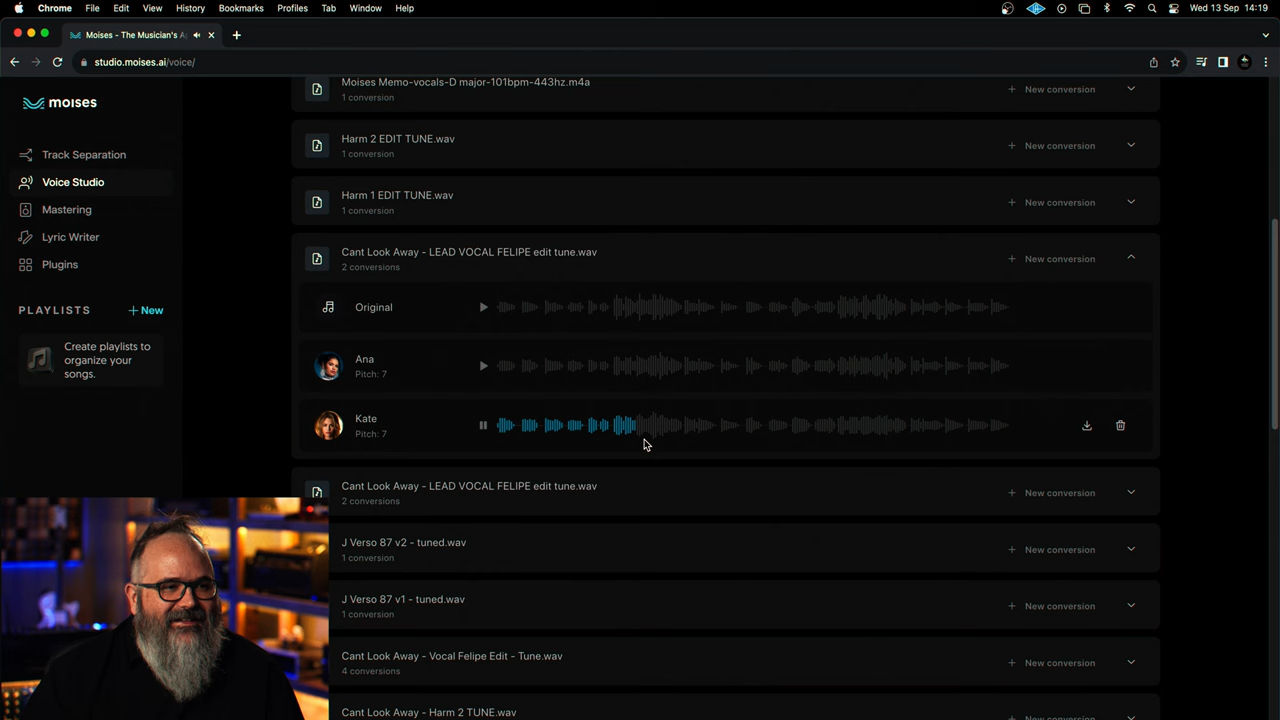 Chrome File Edit View History Bookmarks Profiles Tab Window Help Wed 13 Sep 14:19
Moises - The Musician's A
studio.moises.ai/voice/
moises
Track Separation
Voice Studio
Mastering
Lyric Writer
Plugins
PLAYLISTS + New
Create playlists to
organize your
songs.
Moises Memo-vocals-D major-101bpm-443hz.m4a
1 conversion
+ New conversion
Harm 2 EDIT TUNE.wav
1 conversion
+ New conversion
Harm 1 EDIT TUNE.wav
1 conversion
+ New conversion
Cant Look Away - LEAD VOCAL FELIPE edit tune.wav
2 conversions
+ New conversion
Original
Ana
Pitch: 7
Kate
Pitch: 7
Cant Look Away - LEAD VOCAL FELIPE edit tune.wav
2 conversions
+ New conversion
J Verso 87 v2 - tuned.wav
1 conversion
+ New conversion
J Verso 87 v1 - tuned.wav
1 conversion
+ New conversion
Cant Look Away - Vocal Felipe Edit - Tune.wav
4 conversions
+ New conversion
Cant Look Away - Harm 2 TUNE.wav
+ New conversion